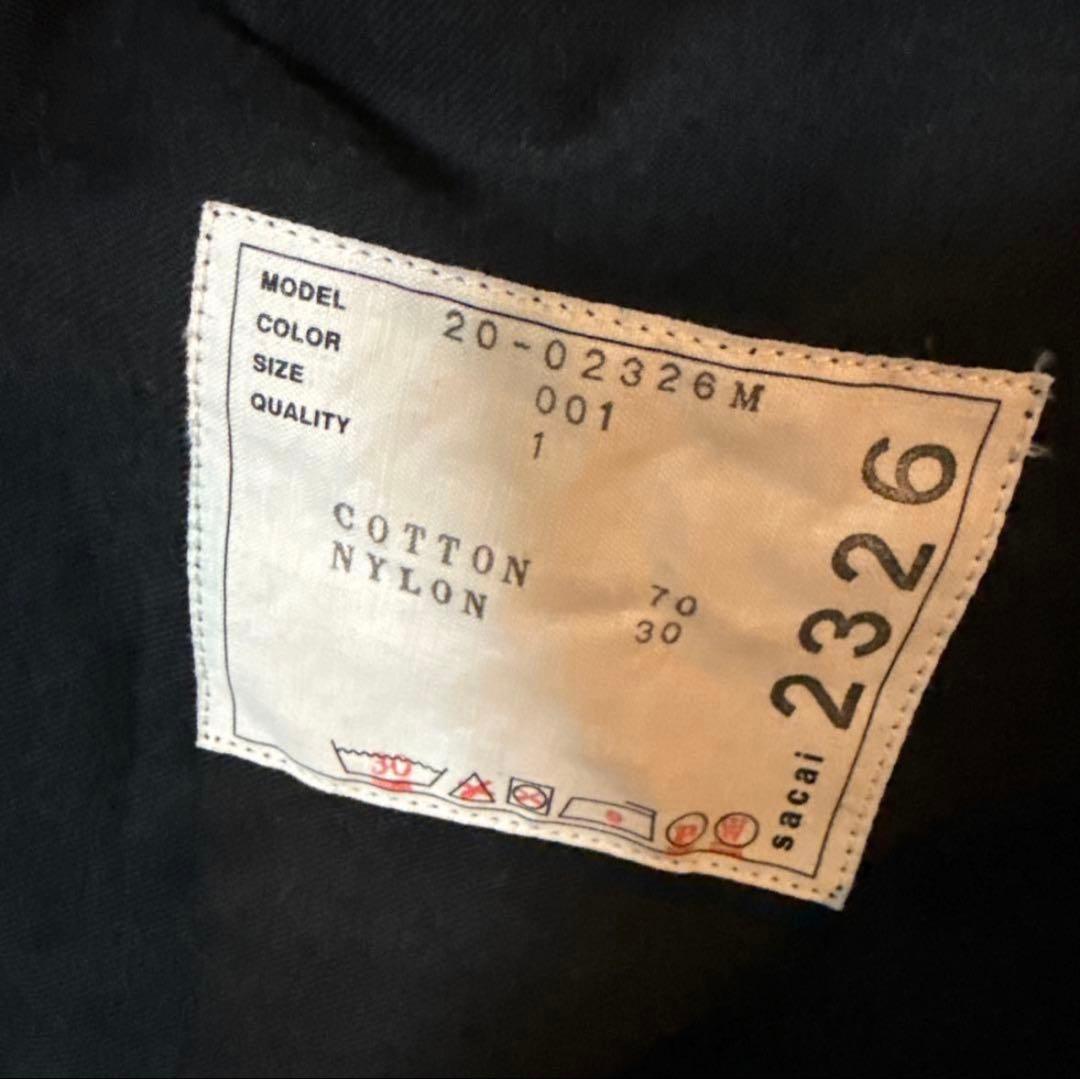 MODEL 20-02326M
COLOR 001
SIZE 1
QUALITY
COTTON 70
NYLON 30
30
P
W
sacai 2326